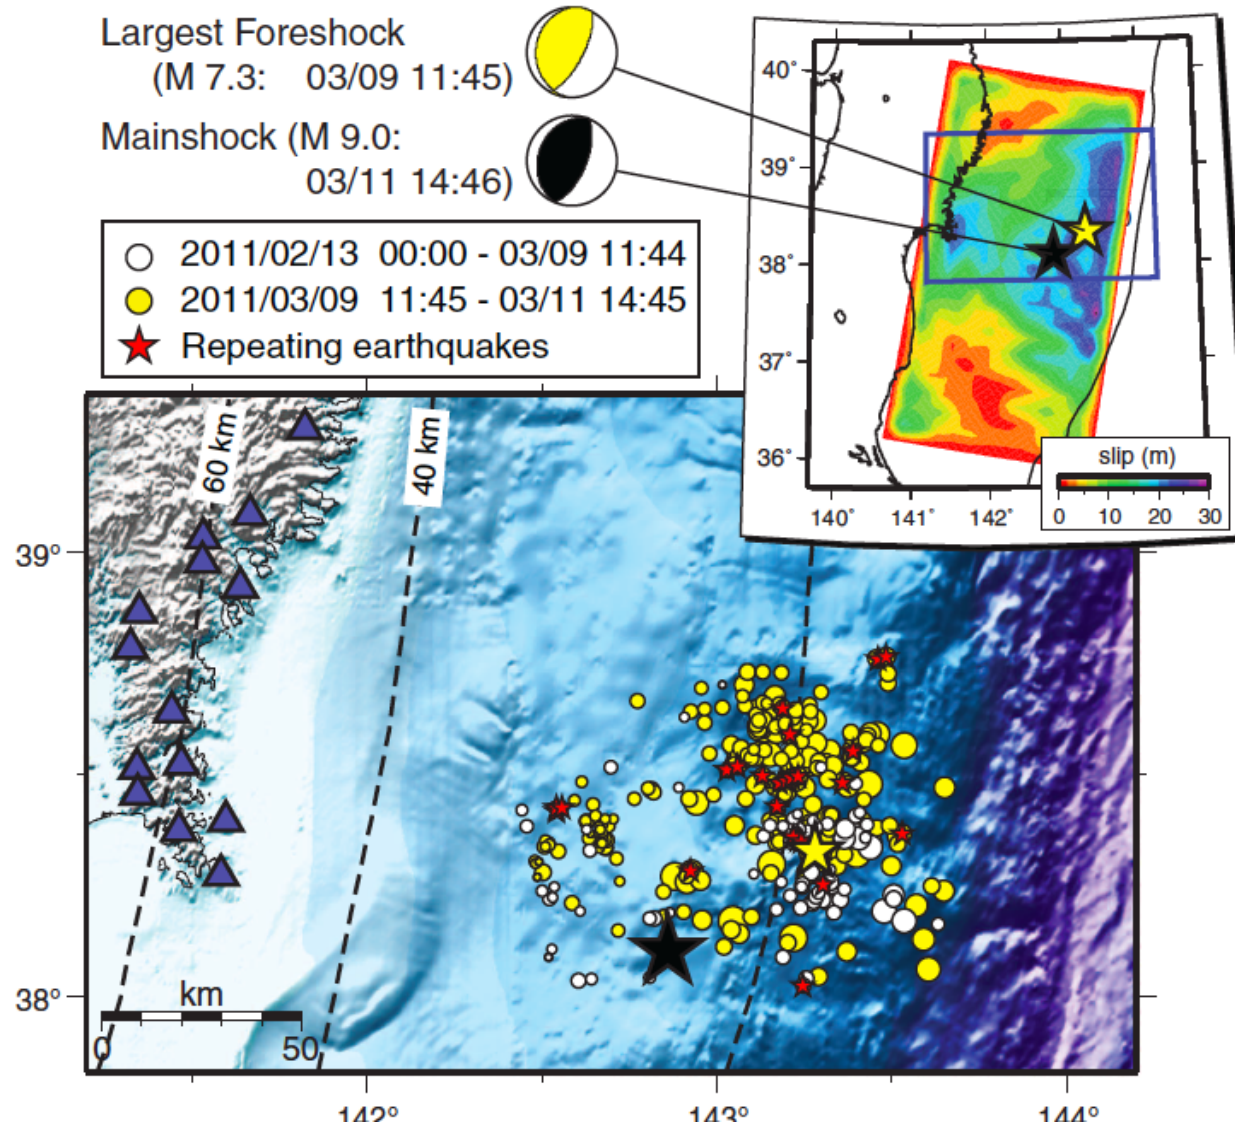 Largest Foreshock
(M 7.3: 03/09 11:45)
Mainshock (M 9.0:
03/11 14:46)
2011/02/13 00:00 - 03/09 11:44
2011/03/09 11:45 - 03/11 14:45
Repeating earthquakes
40°
39°
38°
37°
36°
140° 141° 142°
slip (m)
0 10 20 30
60 km
40 km
39°
38°
km
0 50
142° 143° 144°